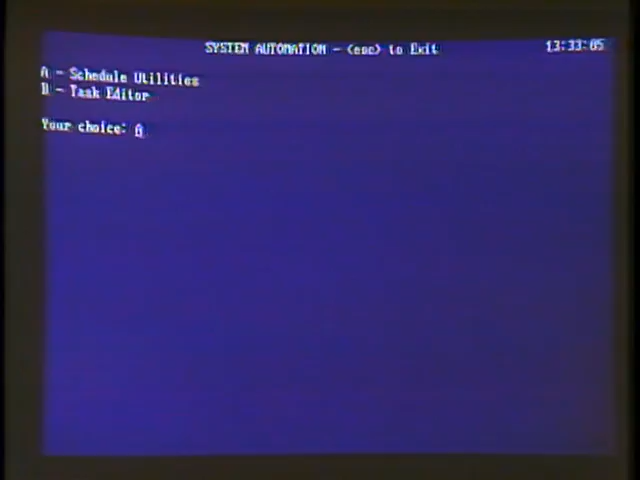 SYSTEM AUTOMATION - <esc> to Exit 13:33:05
A - Schedule Utilities
B - Task Editor
Your choice: A